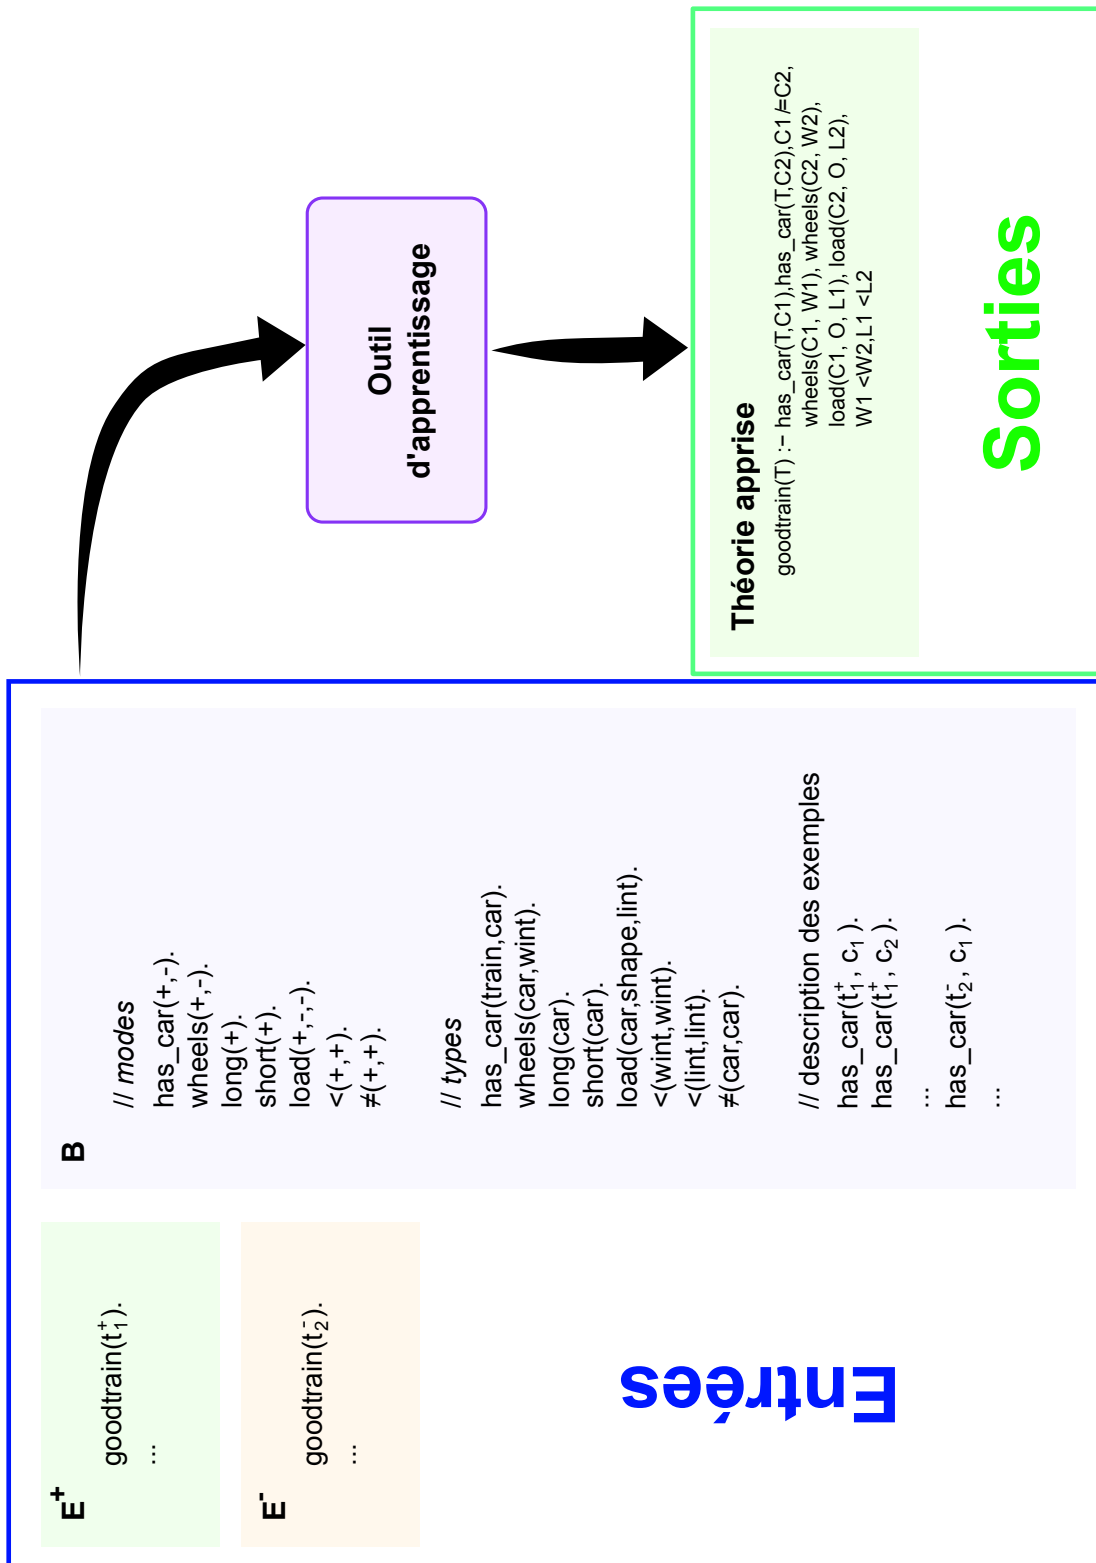 E+
goodtrain(t₁⁺).
...
E-
goodtrain(t₂⁻).
...
Entrées
B
// modes
has_car(+,-).
wheels(+,-).
long(+).
short(+).
load(+,-,-).
<(+,+).
≠(+,+).
// types
has_car(train,car).
wheels(car,wint).
long(car).
short(car).
load(car,shape,lint).
<(wint,wint).
<(lint,lint).
≠(car,car).
// description des exemples
has_car(t₁⁺, c₁ ).
has_car(t₁⁺, c₂ ).
...
has_car(t₂⁻, c₁ ).
...
Outil
d'apprentissage
Théorie apprise
goodtrain(T) :- has_car(T,C1),has_car(T,C2),C1/=C2,
wheels(C1, W1), wheels(C2, W2),
load(C1, O, L1), load(C2, O, L2),
W1 <W2,L1 <L2
Sorties